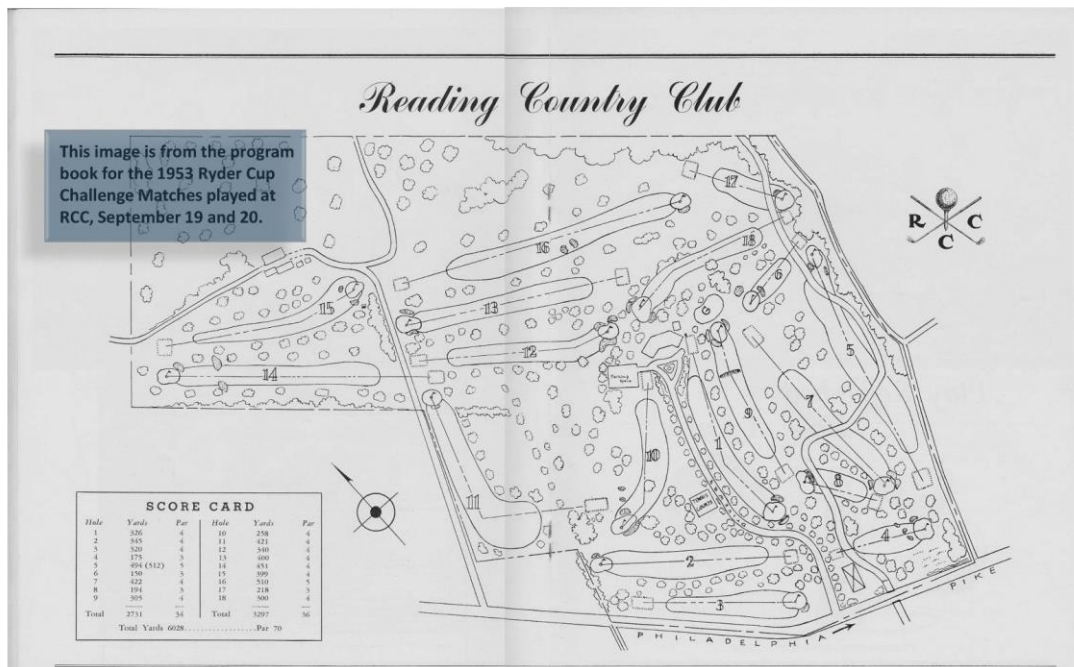 Reading Country Club
This image is from the program
book for the 1953 Ryder Cup
Challenge Matches played at
RCC, September 19 and 20.
R C C
17
18
16
6
15
13
5
12
14
7
9
1
10
8
11
TENNIS
COURTS
4
2
3
PHILADELPHIA PIKE
SCORE CARD
Hole Yards Par Hole Yards Par
1 326 4 10 258 4
2 345 4 11 421 4
3 320 4 12 340 4
4 175 3 13 400 4
5 494 (512) 5 14 451 4
6 150 3 15 399 4
7 422 4 16 510 5
8 194 3 17 218 3
9 305 4 18 300 4
Total 2731 34 Total 3297 36
Total Yards 6028................Par 70